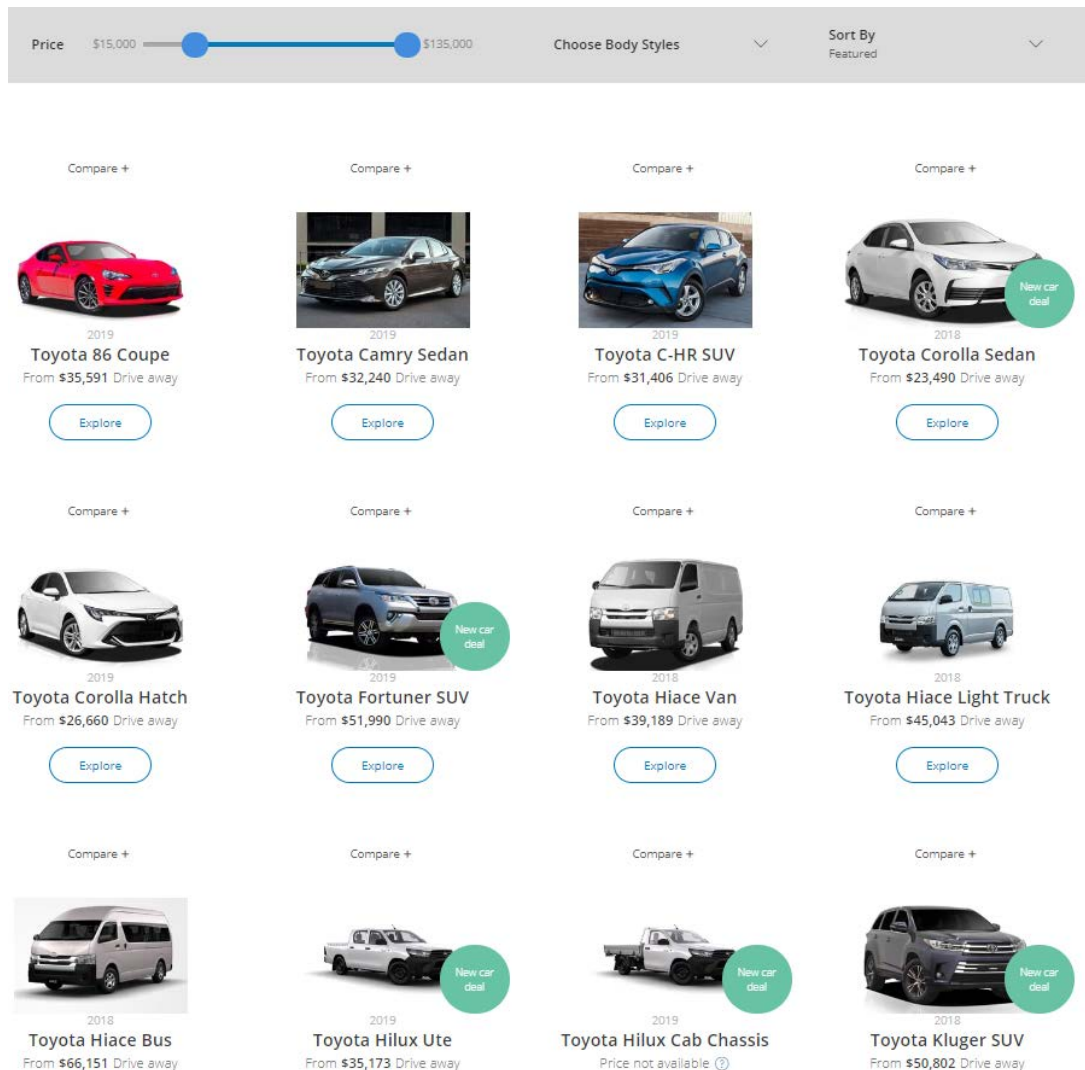 Price $15,000 $135,000 Choose Body Styles Sort By
Featured
Compare + Compare + Compare + Compare +
New car
deal
2019 2019 2019 2018
Toyota 86 Coupe Toyota Camry Sedan Toyota C-HR SUV Toyota Corolla Sedan
From $35,591 Drive away From $32,240 Drive away From $31,406 Drive away From $23,490 Drive away
Explore Explore Explore Explore
Compare + Compare + Compare + Compare +
New car
deal
2019 2019 2018 2018
Toyota Corolla Hatch Toyota Fortuner SUV Toyota Hiace Van Toyota Hiace Light Truck
From $26,660 Drive away From $51,990 Drive away From $39,189 Drive away From $45,043 Drive away
Explore Explore Explore Explore
Compare + Compare + Compare + Compare +
New car New car New car
deal deal deal
2018 2019 2019 2018
Toyota Hiace Bus Toyota Hilux Ute Toyota Hilux Cab Chassis Toyota Kluger SUV
From $66,151 Drive away From $35,173 Drive away Price not available ? From $50,802 Drive away